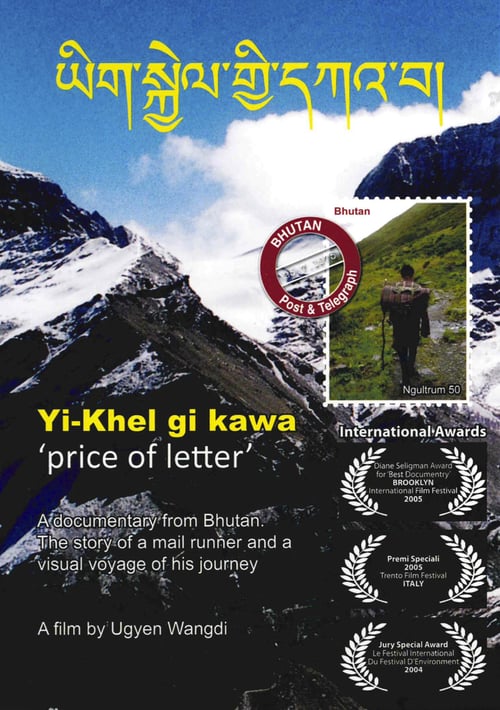 ཡིག་སྐྱེལ་གྱི་དཀའ་བ།
Bhutan
BHUTAN
Post & Telegraph
Ngultrum 50
Yi-Khel gi kawa
'price of letter'
A documentary from Bhutan.
The story of a mail runner and a
visual voyage of his journey
A film by Ugyen Wangdi
International Awards
Diane Seligman Award
for 'Best Documentry'
BROOKLYN
International Film Festival
2005
Premi Speciali
2005
Trento Film Festival
ITALY
Jury Special Award
Le Festival International
Du Festival D'Environment
2004